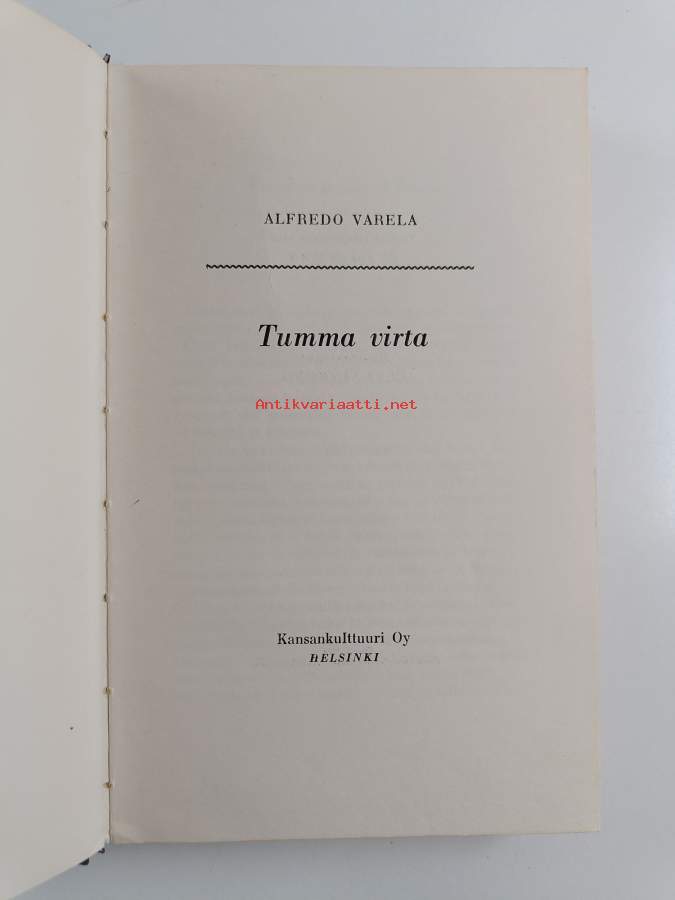 ALFREDO VARELA
Tumma virta
Antikvariaatti.net
Kansankulttuuri Oy
HELSINKI